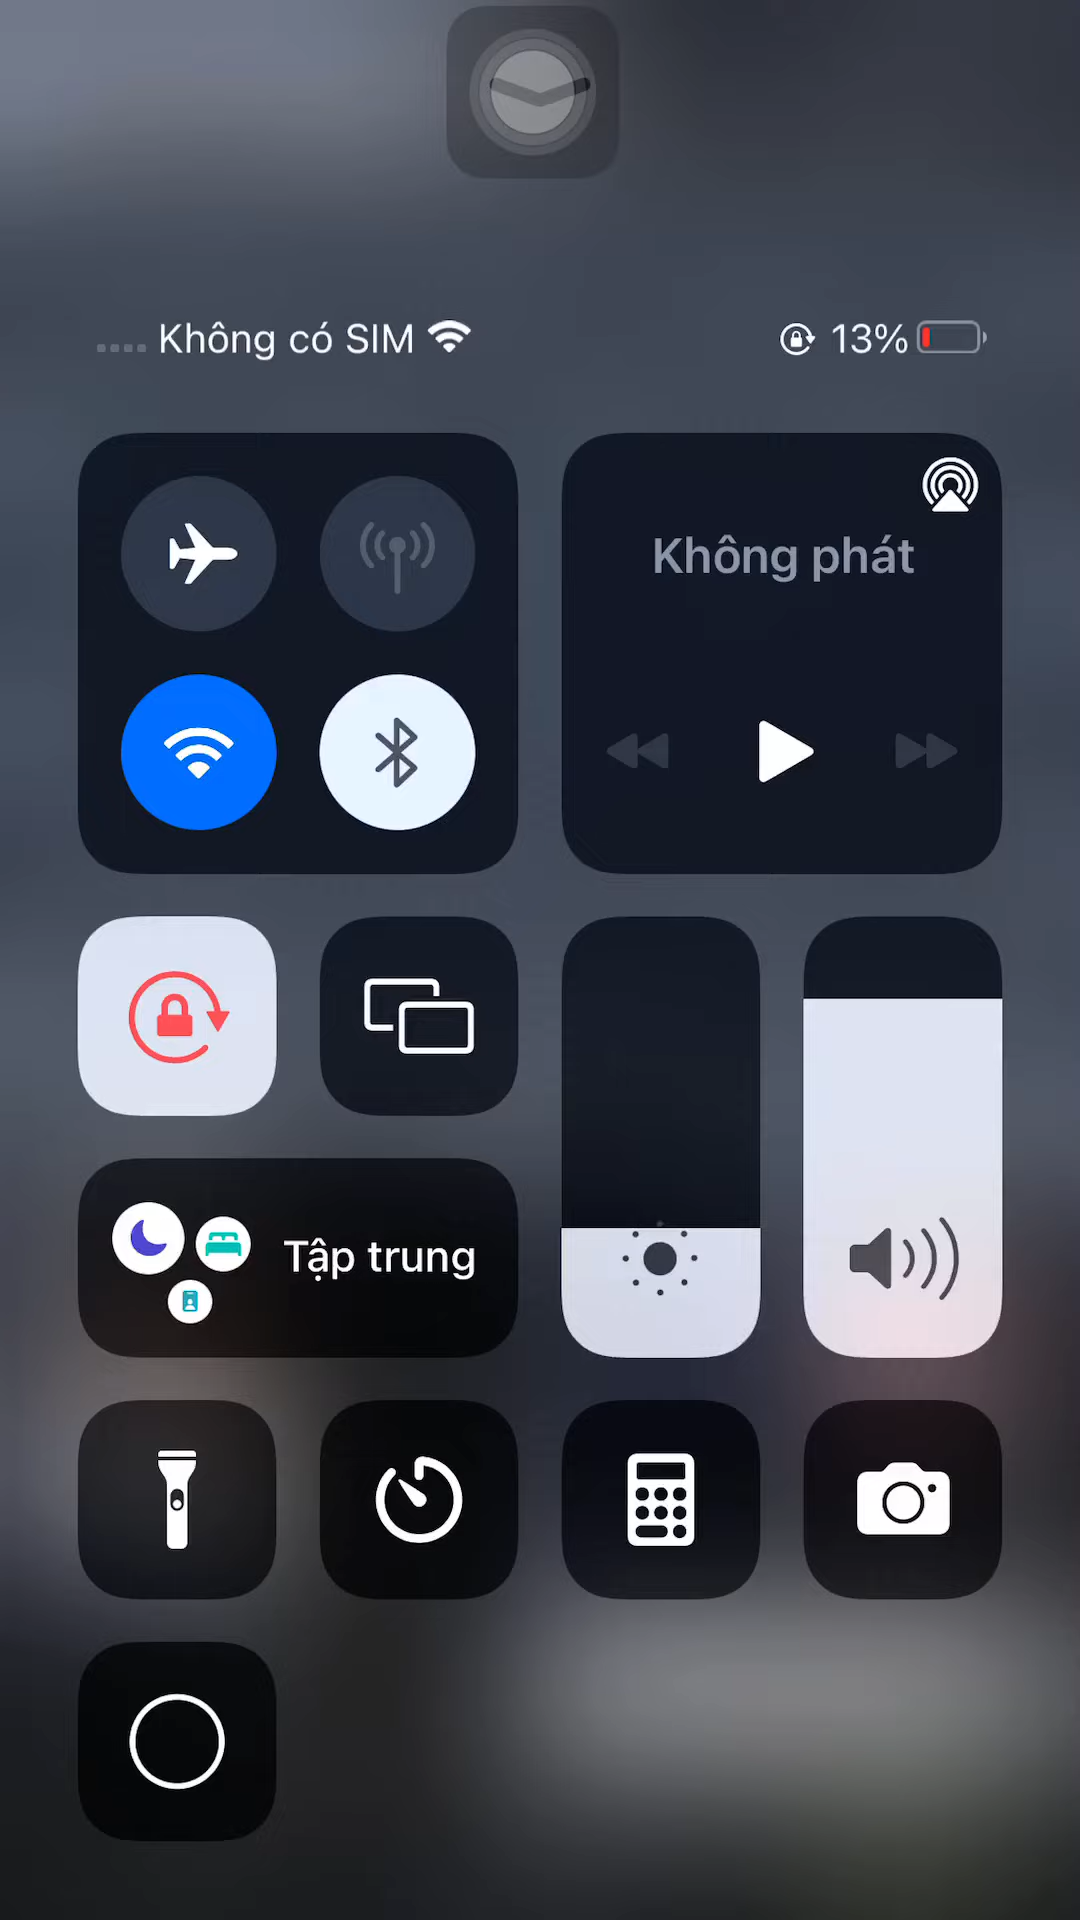 Không có SIM
13%
Không phát
Tập trung